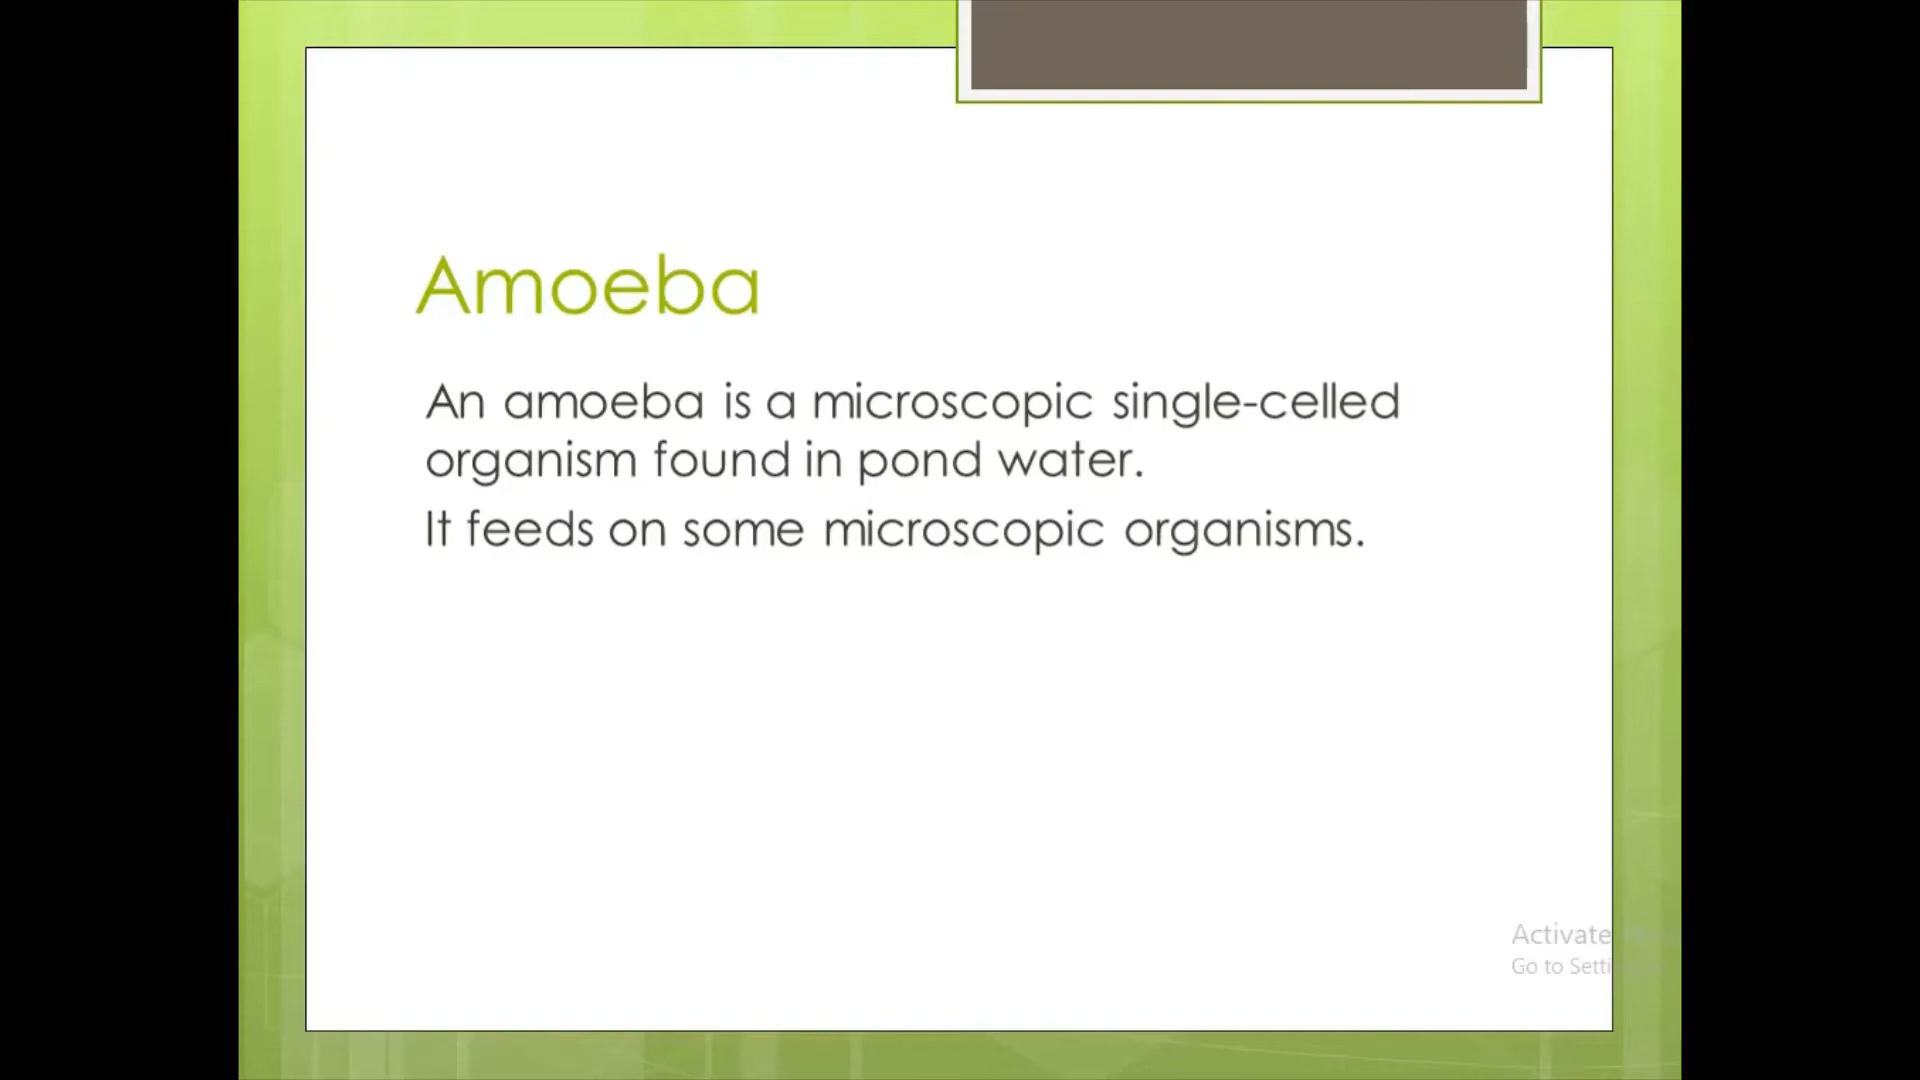 Amoeba
An amoeba is a microscopic single-celled
organism found in pond water.
It feeds on some microscopic organisms.
Activate
Go to